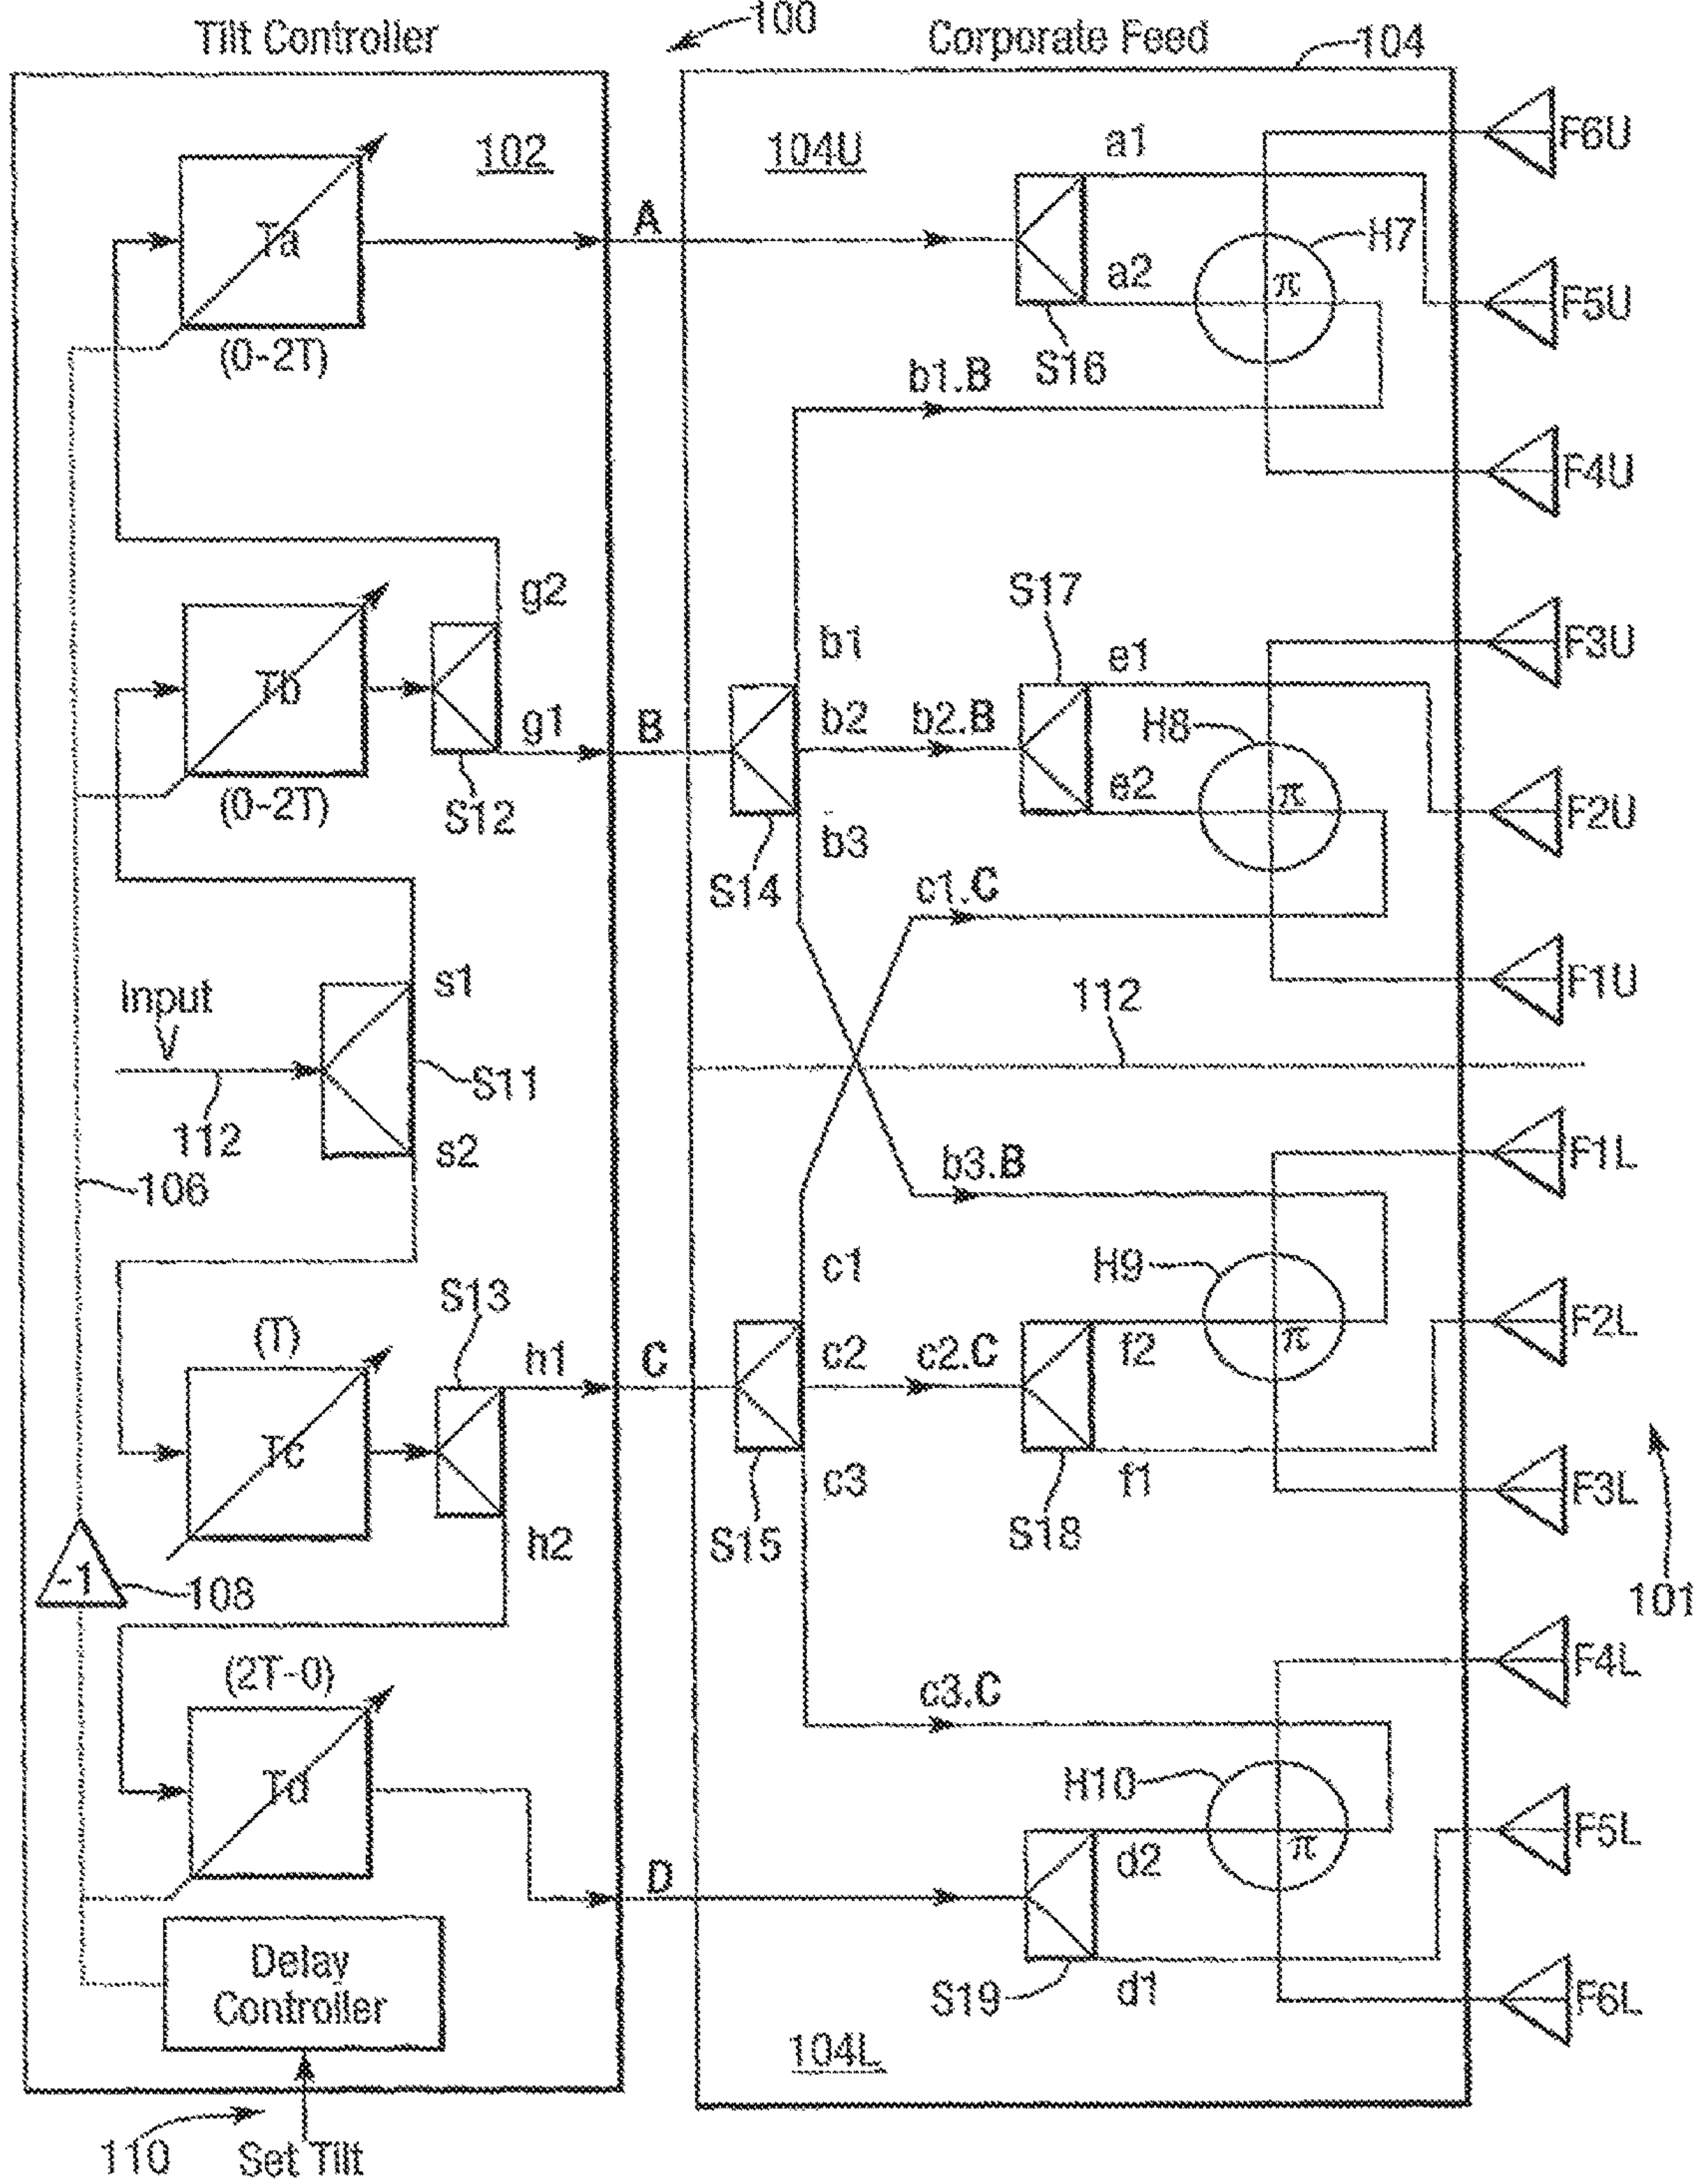 100
Tilt Controller
Corporate Feed
104
102
104U
a1
F6U
Ta
A
H7
a2
π
F5U
(0-2T)
S16
b1.B
F4U
g2
S17
b1
e1
F3U
Tb
g1
B
b2
b2.B
H8
e2
π
(0-2T)
S12
F2U
b3
S14
c1.C
s1
Input
V
112
F1U
S11
112
s2
106
b3.B
F1L
c1
H9
S13
(T)
h1
C
c2
c2.C
f2
π
F2L
Tc
c3
f1
F3L
h2
S15
S18
-1
108
101
(2T-0)
F4L
c3.C
Td
H10
π
F5L
D
d2
Delay
Controller
S19
d1
F6L
104L
110
Set Tilt